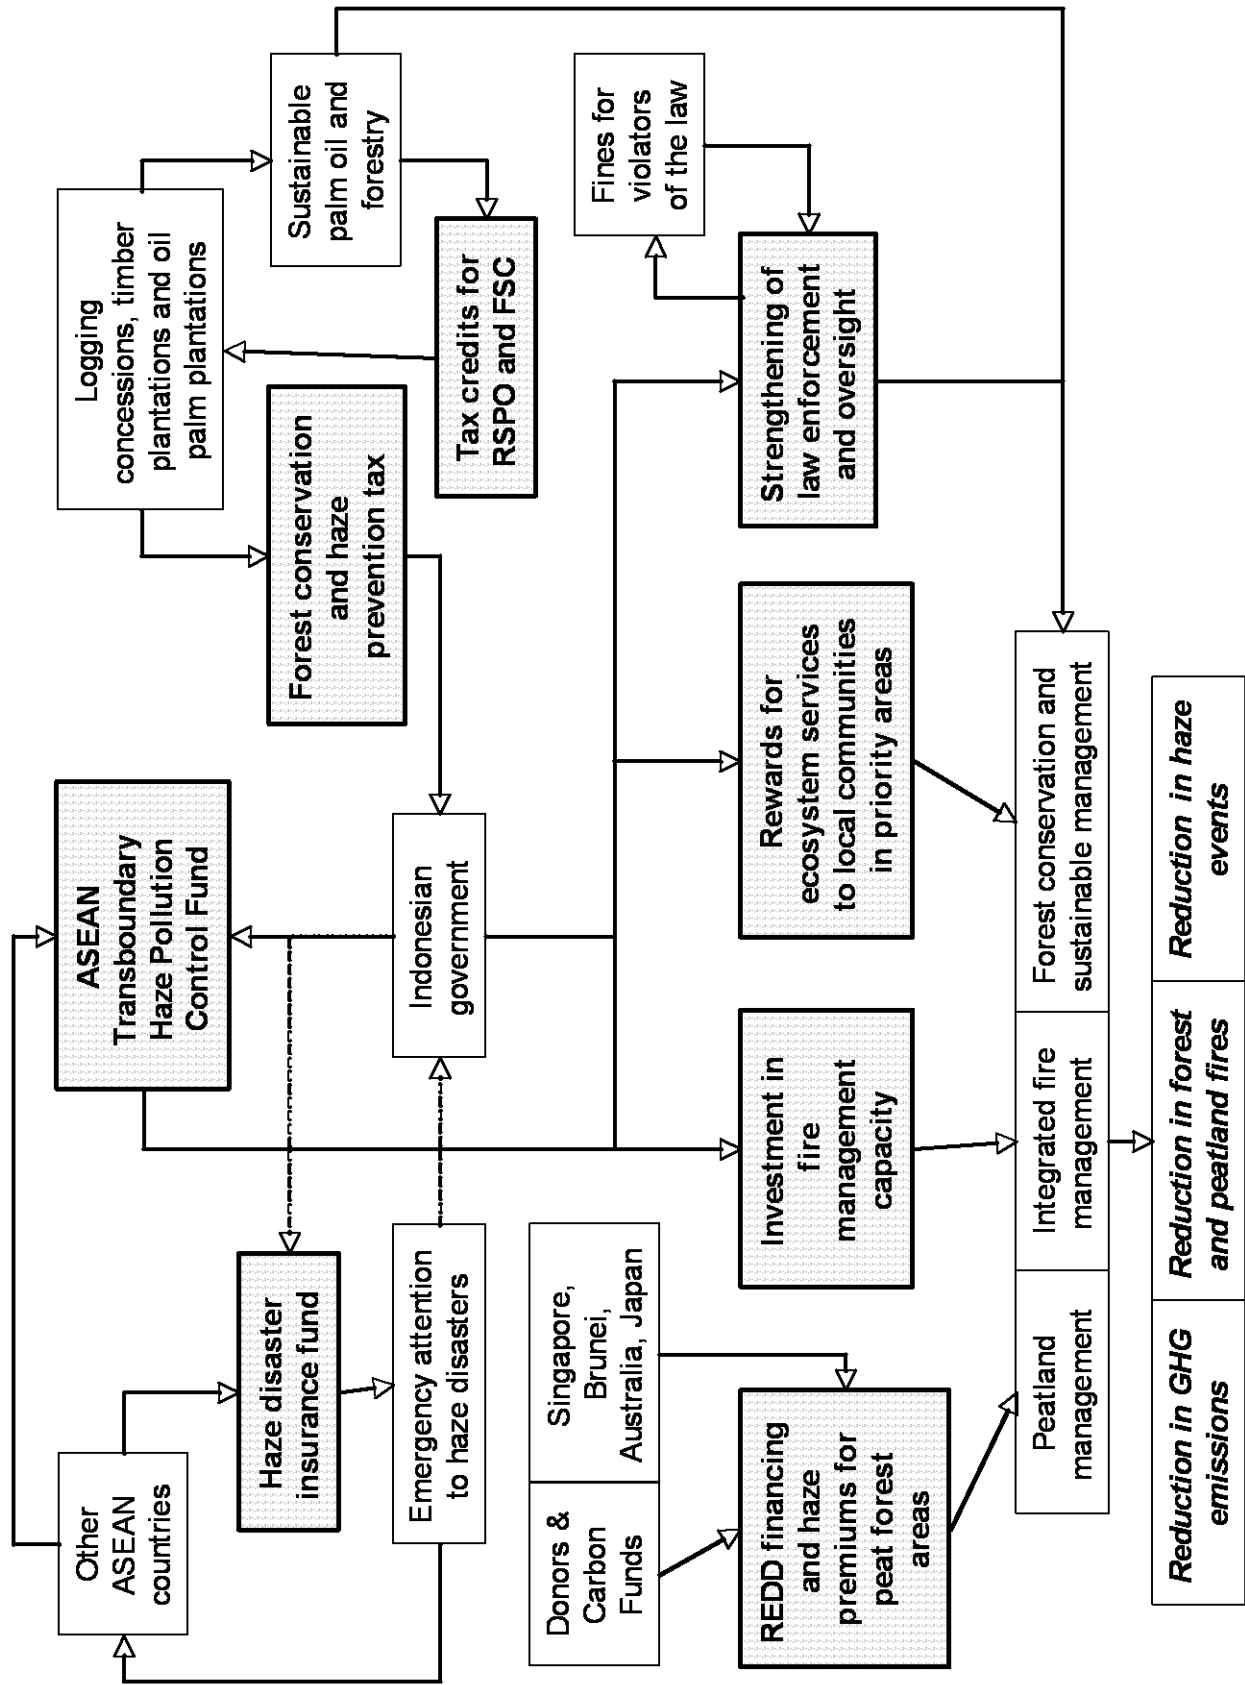 Other
ASEAN
countries
ASEAN
Transboundary
Haze Pollution
Control Fund
Logging
concessions, timber
plantations and oil
palm plantations
Haze disaster
insurance fund
Forest conservation
and haze
prevention tax
Sustainable
palm oil and
forestry
Emergency attention
to haze disasters
Indonesian
government
Tax credits for
RSPO and FSC
Donors &
Carbon
Funds
Singapore,
Brunei,
Australia, Japan
Fines for
violators
of the law
REDD financing
and haze
premiums for
peat forest
areas
Investment in
fire
management
capacity
Rewards for
ecosystem services
to local communities
in priority areas
Strengthening of
law enforcement
and oversight
Peatland
management
Integrated fire
management
Forest conservation and
sustainable management
Reduction in GHG
emissions
Reduction in forest
and peatland fires
Reduction in haze
events